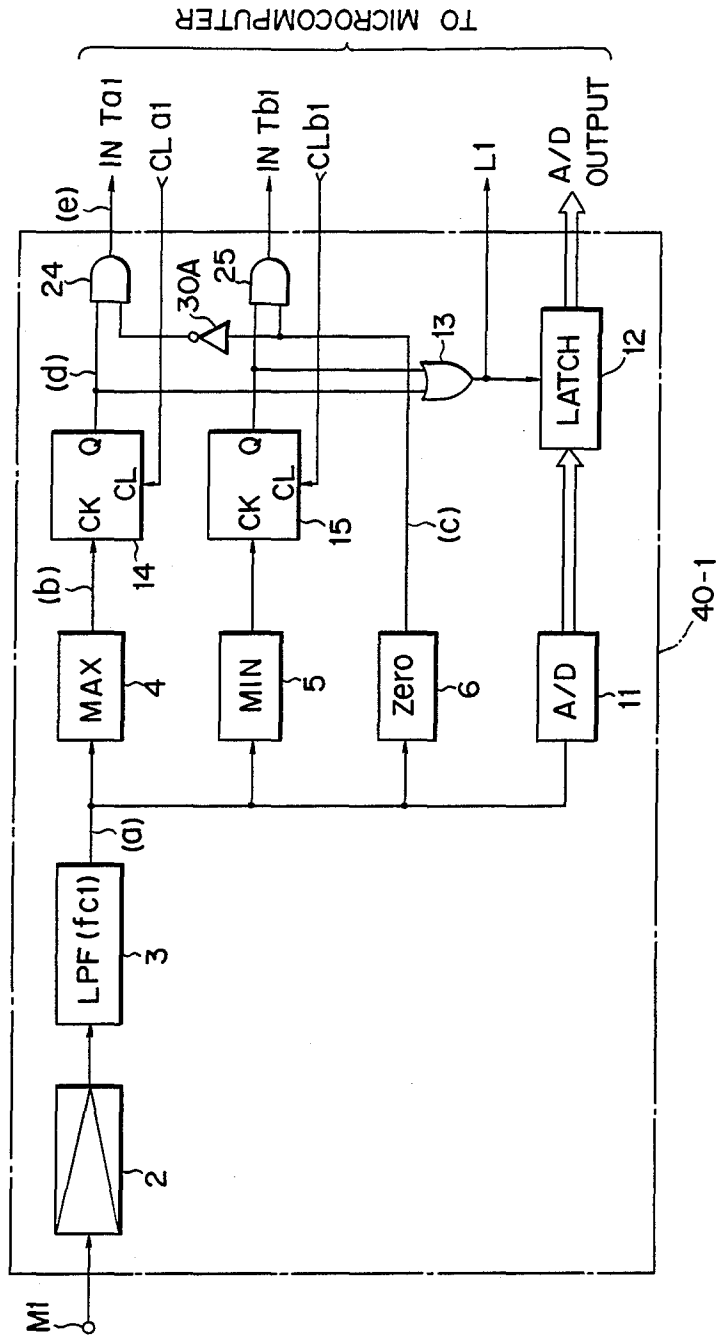 M1
2
LPF (fc1)
3
(a)
MAX
4
MIN
5
Zero
6
A/D
11
(b)
CK
Q
CL
14
CK
Q
CL
15
(c)
(d)
24
30A
25
13
LATCH
12
(e)
IN Ta1
CL a1
IN Tb1
CLb1
L1
A/D
OUTPUT
TO MICROCOMPUTER
40-1